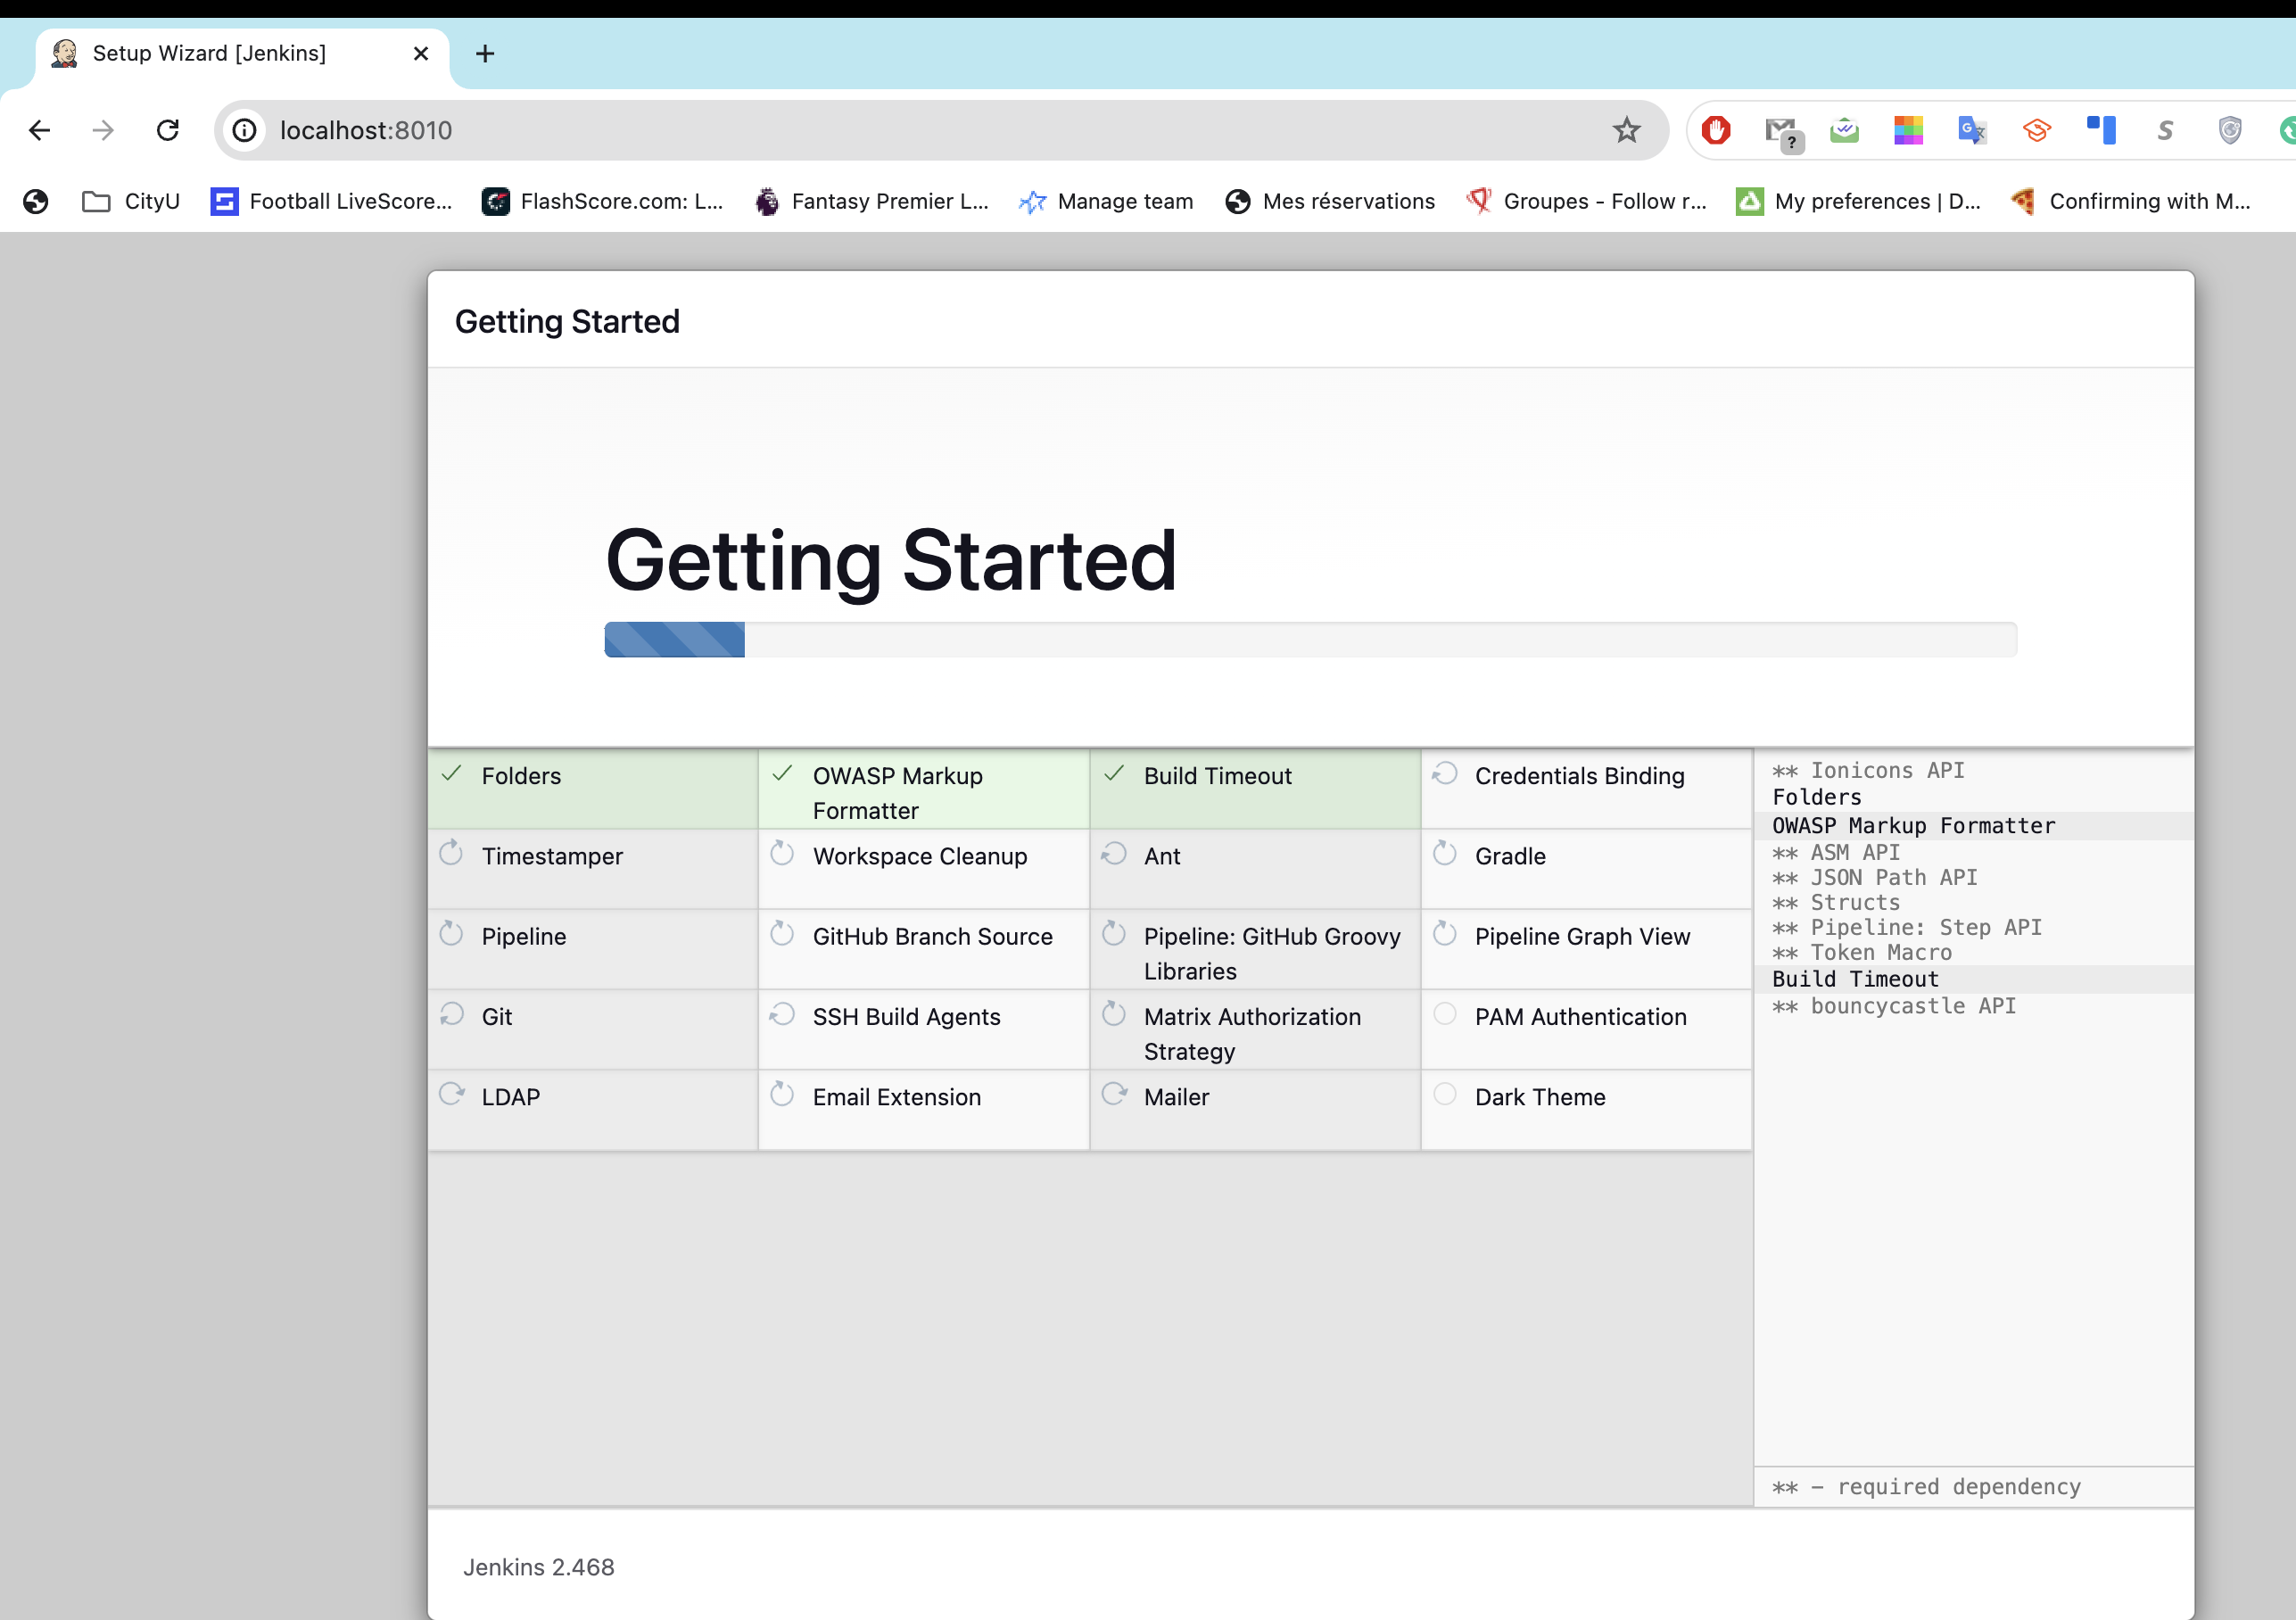 Setup Wizard [Jenkins]
localhost:8010
CityU
Football LiveScore...
FlashScore.com: L...
Fantasy Premier L...
Manage team
Mes réservations
Groupes - Follow r...
My preferences | D...
Confirming with M...
Getting Started
Getting Started
Folders
OWASP Markup
Formatter
Build Timeout
Credentials Binding
Timestamper
Workspace Cleanup
Ant
Gradle
Pipeline
GitHub Branch Source
Pipeline: GitHub Groovy
Libraries
Pipeline Graph View
Git
SSH Build Agents
Matrix Authorization
Strategy
PAM Authentication
LDAP
Email Extension
Mailer
Dark Theme
** Ionicons API
Folders
OWASP Markup Formatter
** ASM API
** JSON Path API
** Structs
** Pipeline: Step API
** Token Macro
Build Timeout
** bouncycastle API
** - required dependency
Jenkins 2.468